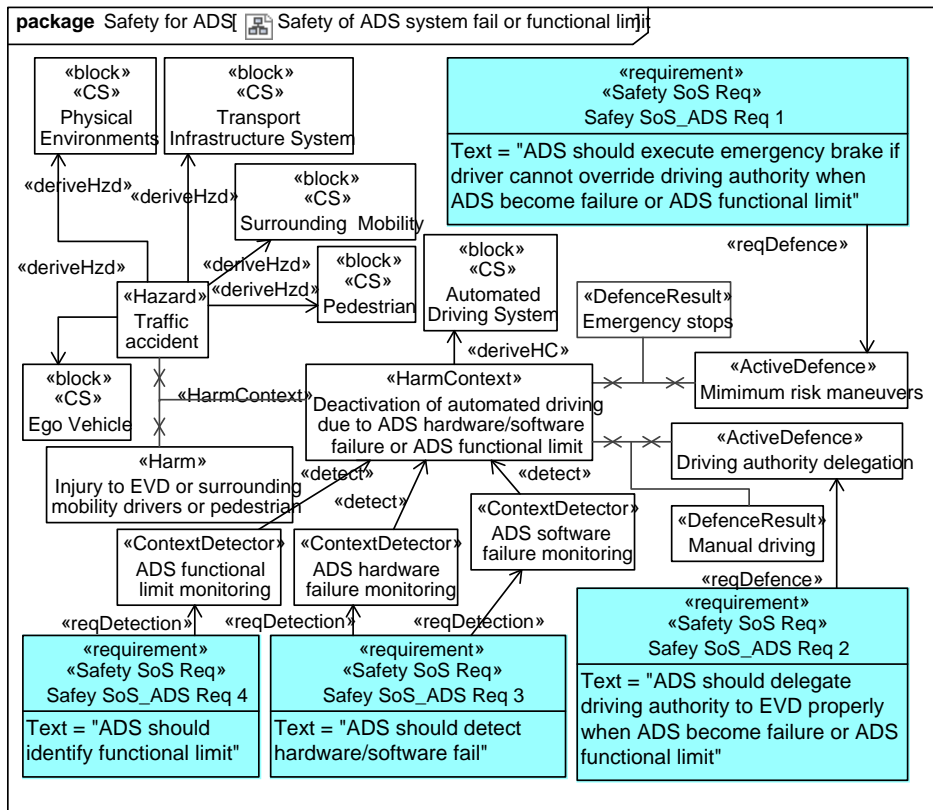 package Safety for ADS[ Safety of ADS system fail or functional limit]
«block»
«CS»
Physical
Environments
«block»
«CS»
Transport
Infrastructure System
«requirement»
«Safety SoS Req»
Safey SoS_ADS Req 1
Text = "ADS should execute emergency brake if
driver cannot override driving authority when
ADS become failure or ADS functional limit"
«deriveHzd»
«deriveHzd»
«block»
«CS»
Surrounding Mobility
«reqDefence»
«deriveHzd»
«deriveHzd»
«block»
«CS»
Pedestrian
«block»
«CS»
Automated
Driving System
«Hazard»
Traffic
accident
«DefenceResult»
Emergency stops
«deriveHC»
«block»
«CS»
Ego Vehicle
«HarmContext»
«HarmContext»
Deactivation of automated driving
due to ADS hardware/software
failure or ADS functional limit
«ActiveDefence»
Mimimum risk maneuvers
«ActiveDefence»
Driving authority delegation
«Harm»
Injury to EVD or surrounding
mobility drivers or pedestrian
«detect»
«detect»
«detect»
«ContextDetector»
ADS functional
limit monitoring
«ContextDetector»
ADS hardware
failure monitoring
«ContextDetector»
ADS software
failure monitoring
«DefenceResult»
Manual driving
«reqDefence»
«reqDetection»
«reqDetection»
«reqDetection»
«requirement»
«Safety SoS Req»
Safey SoS_ADS Req 4
Text = "ADS should
identify functional limit"
«requirement»
«Safety SoS Req»
Safey SoS_ADS Req 3
Text = "ADS should detect
hardware/software fail"
«requirement»
«Safety SoS Req»
Safey SoS_ADS Req 2
Text = "ADS should delegate
driving authority to EVD properly
when ADS become failure or ADS
functional limit"